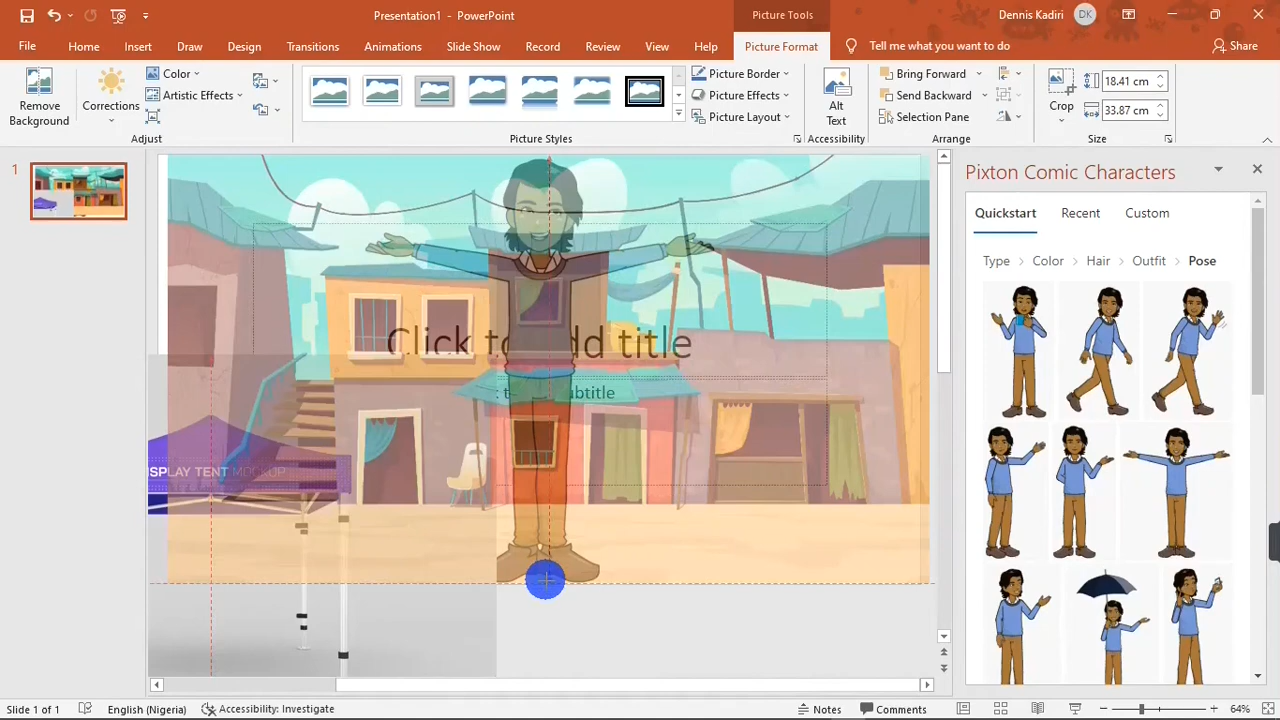 Presentation1 - PowerPoint
Picture Tools
Dennis Kadiri
DK
File
Home
Insert
Draw
Design
Transitions
Animations
Slide Show
Record
Review
View
Help
Picture Format
Tell me what you want to do
Share
Remove
Background
Corrections
Color
Artistic Effects
Adjust
Picture Border
Picture Effects
Picture Layout
Picture Styles
Alt
Text
Accessibility
Bring Forward
Send Backward
Selection Pane
Arrange
Crop
18.41 cm
33.87 cm
Size
1
Pixton Comic Characters
Quickstart
Recent
Custom
Type > Color > Hair > Outfit > Pose
Click to add title
SPLAY TENT MOCKUP
Slide 1 of 1
English (Nigeria)
Accessibility: Investigate
Notes
Comments
64%